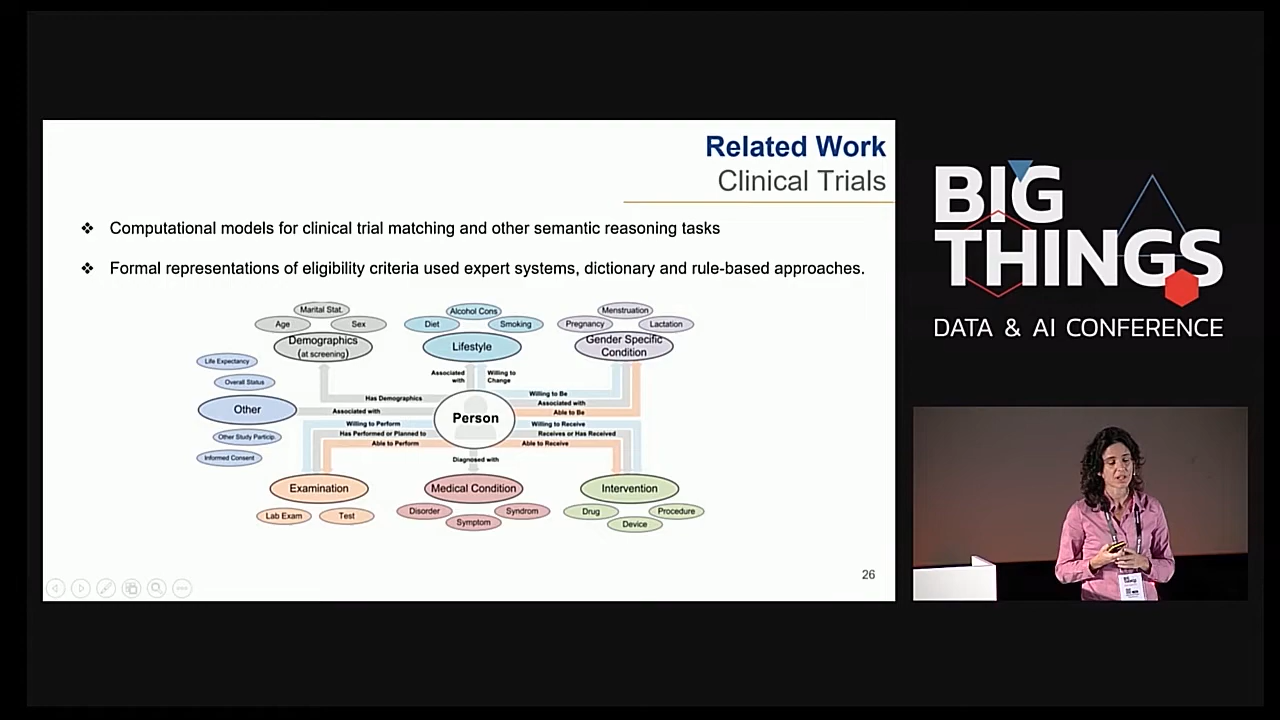 Related Work
Clinical Trials
❖ Computational models for clinical trial matching and other semantic reasoning tasks
❖ Formal representations of eligibility criteria used expert systems, dictionary and rule-based approaches.
Marital Stat.
Age
Sex
Demographics
(at screening)
Alcohol Cons
Diet
Smoking
Lifestyle
Menstruation
Pregnancy
Lactation
Gender Specific
Condition
Life Expectancy
Overall Status
Other
Other Study Particip.
Informed Consent
Associated
with
Willing to
Change
Has Demographics
Associated with
Willing to Perform
Has Performed or Planned to
Able to Perform
Person
Willing to Be
Associated with
Able to Be
Willing to Receive
Receives or Has Received
Able to Receive
Diagnosed with
Examination
Lab Exam
Test
Medical Condition
Disorder
Symptom
Syndrom
Intervention
Drug
Device
Procedure
26
BIG
THINGS
DATA & AI CONFERENCE